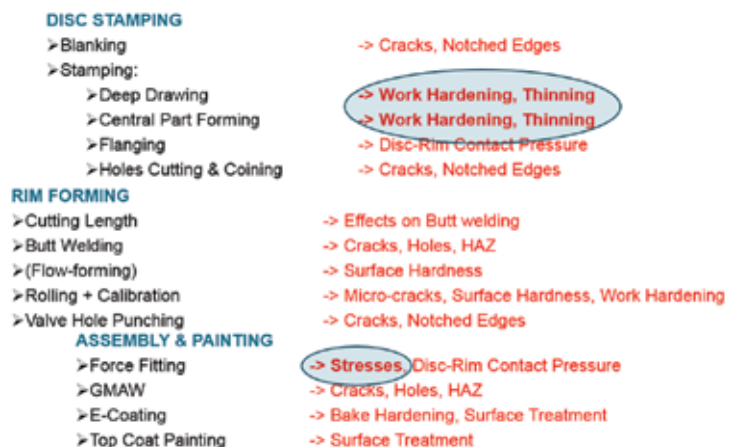 DISC STAMPING
➢Blanking -> Cracks, Notched Edges
➢Stamping:
➢Deep Drawing -> Work Hardening, Thinning
➢Central Part Forming -> Work Hardening, Thinning
➢Flanging -> Disc-Rim Contact Pressure
➢Holes Cutting & Coining -> Cracks, Notched Edges
RIM FORMING
➢Cutting Length -> Effects on Butt welding
➢Butt Welding -> Cracks, Holes, HAZ
➢(Flow-forming) -> Surface Hardness
➢Rolling + Calibration -> Micro-cracks, Surface Hardness, Work Hardening
➢Valve Hole Punching -> Cracks, Notched Edges
ASSEMBLY & PAINTING
➢Force Fitting -> Stresses, Disc-Rim Contact Pressure
➢GMAW -> Cracks, Holes, HAZ
➢E-Coating -> Bake Hardening, Surface Treatment
➢Top Coat Painting -> Surface Treatment